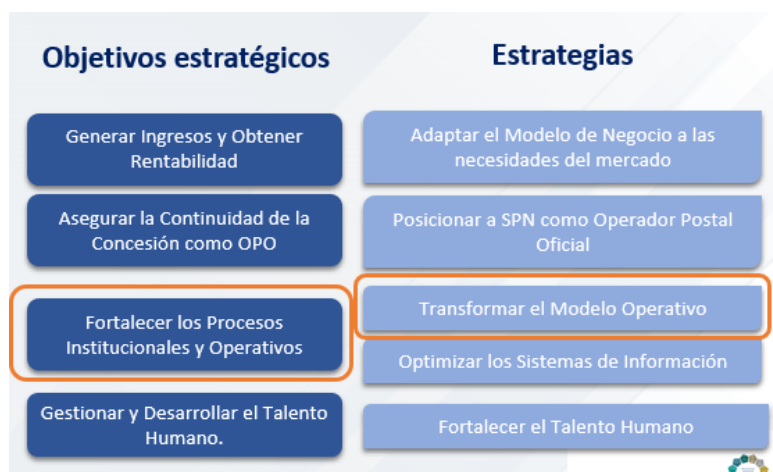 Objetivos estratégicos
Estrategias
Generar Ingresos y Obtener
Rentabilidad
Adaptar el Modelo de Negocio a las
necesidades del mercado
Asegurar la Continuidad de la
Concesión como OPO
Posicionar a SPN como Operador Postal
Oficial
Fortalecer los Procesos
Institucionales y Operativos
Transformar el Modelo Operativo
Optimizar los Sistemas de Información
Gestionar y Desarrollar el Talento
Humano.
Fortalecer el Talento Humano